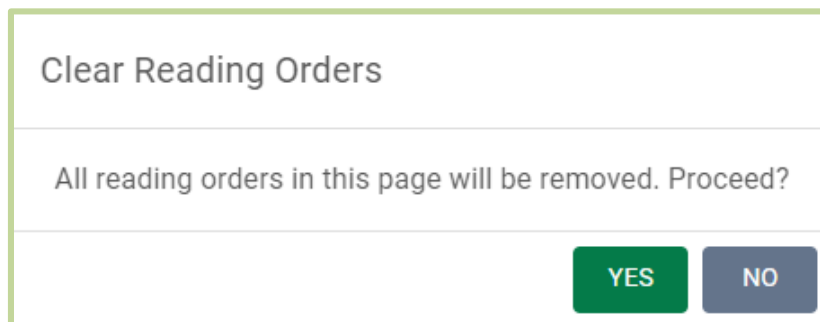 Clear Reading Orders
All reading orders in this page will be removed. Proceed?
YES NO